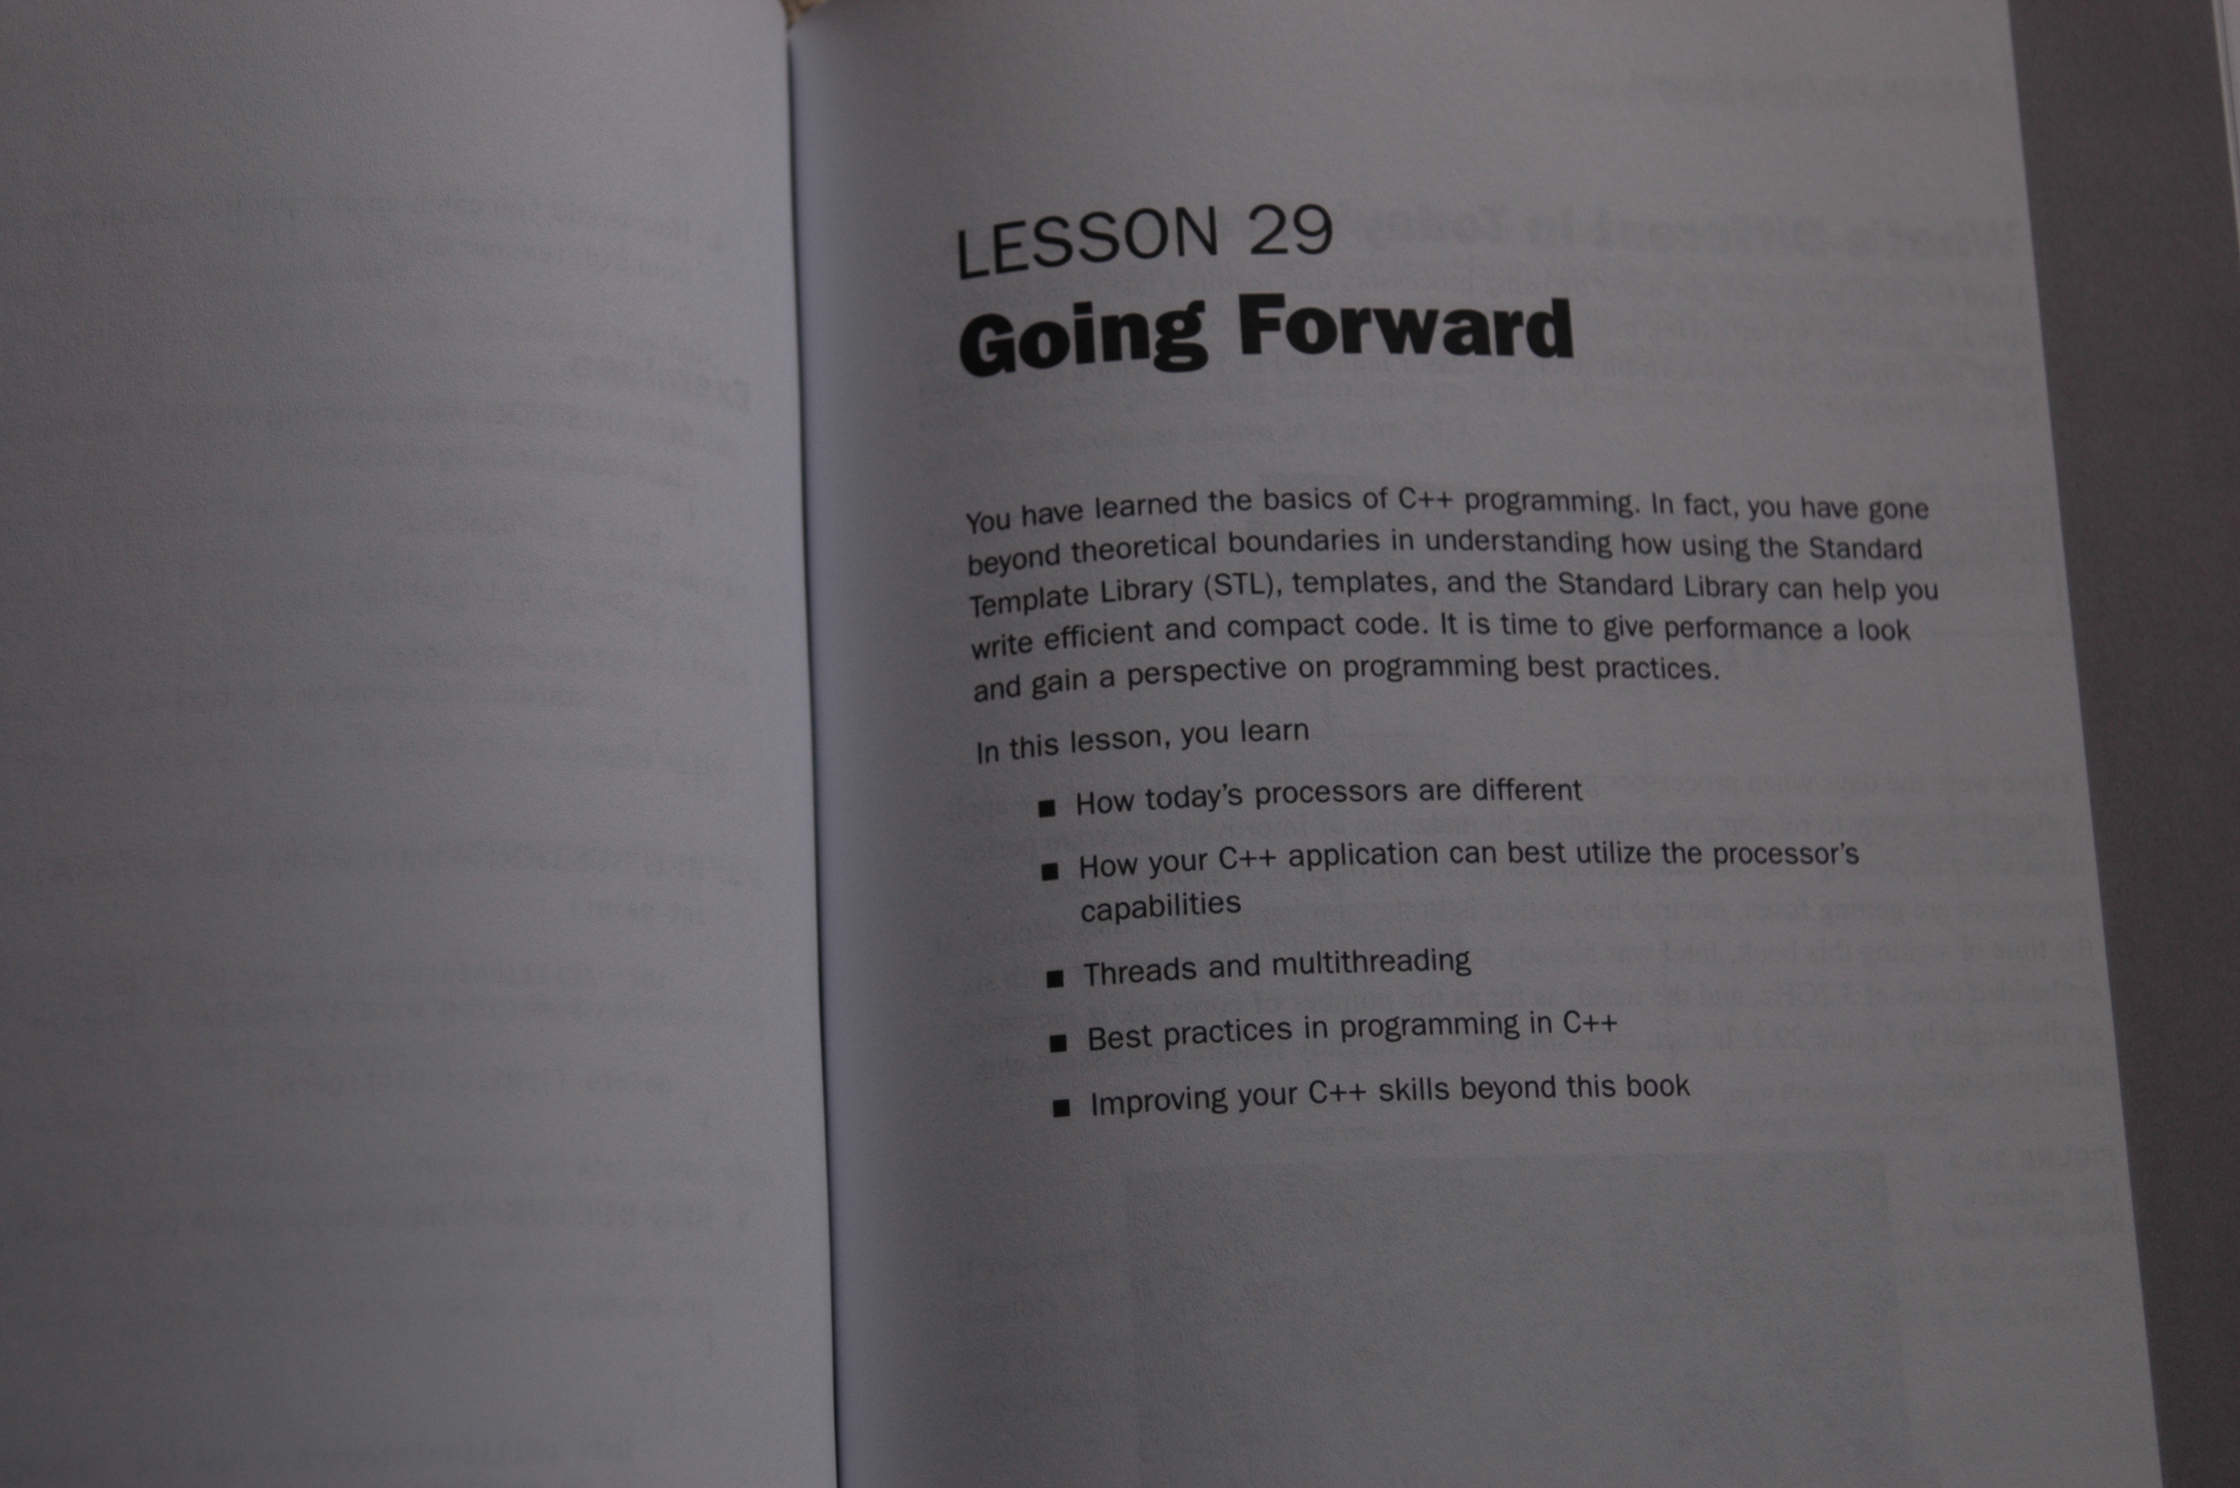 LESSON 29
Going Forward
You have learned the basics of C++ programming. In fact, you have gone
beyond theoretical boundaries in understanding how using the Standard
Template Library (STL), templates, and the Standard Library can help you
write efficient and compact code. It is time to give performance a look
and gain a perspective on programming best practices.
In this lesson, you learn
■ How today's processors are different
■ How your C++ application can best utilize the processor's
capabilities
■ Threads and multithreading
■ Best practices in programming in C++
■ Improving your C++ skills beyond this book